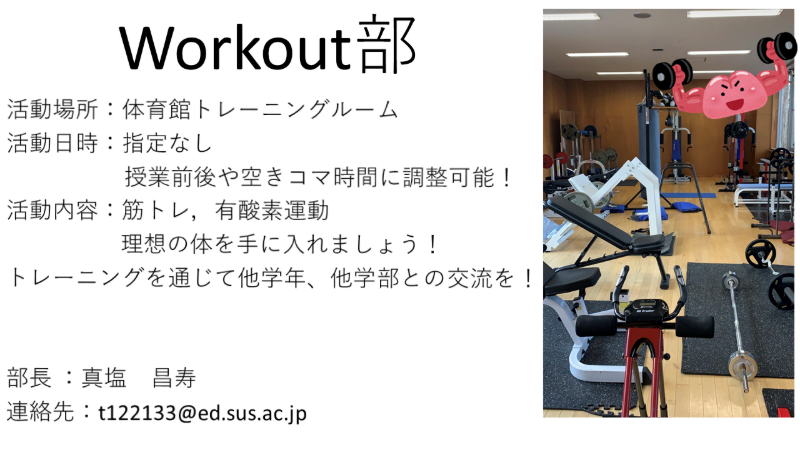 Workout部
活動場所：体育館トレーニングルーム
活動日時：指定なし
授業前後や空きコマ時間に調整可能！
活動内容：筋トレ，有酸素運動
理想の体を手に入れましょう！
トレーニングを通じて他学年、他学部との交流を！
部長：真塩　昌寿
連絡先：t122133@ed.sus.ac.jp